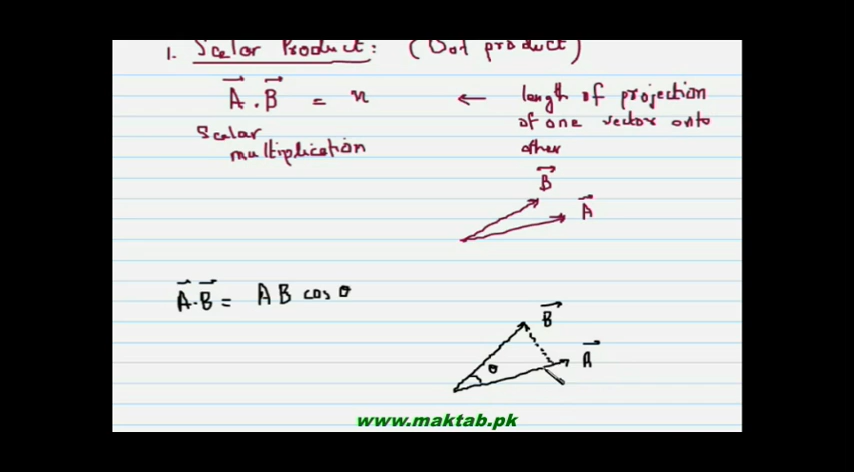 1. Scalar Product: (Dot product)
A⃗ . B⃗ = n ← length of projection
of one vector onto
other
Scalar
multiplication
B⃗
A⃗
A⃗.B⃗ = A B cos θ
B⃗
θ
A⃗
www.maktab.pk